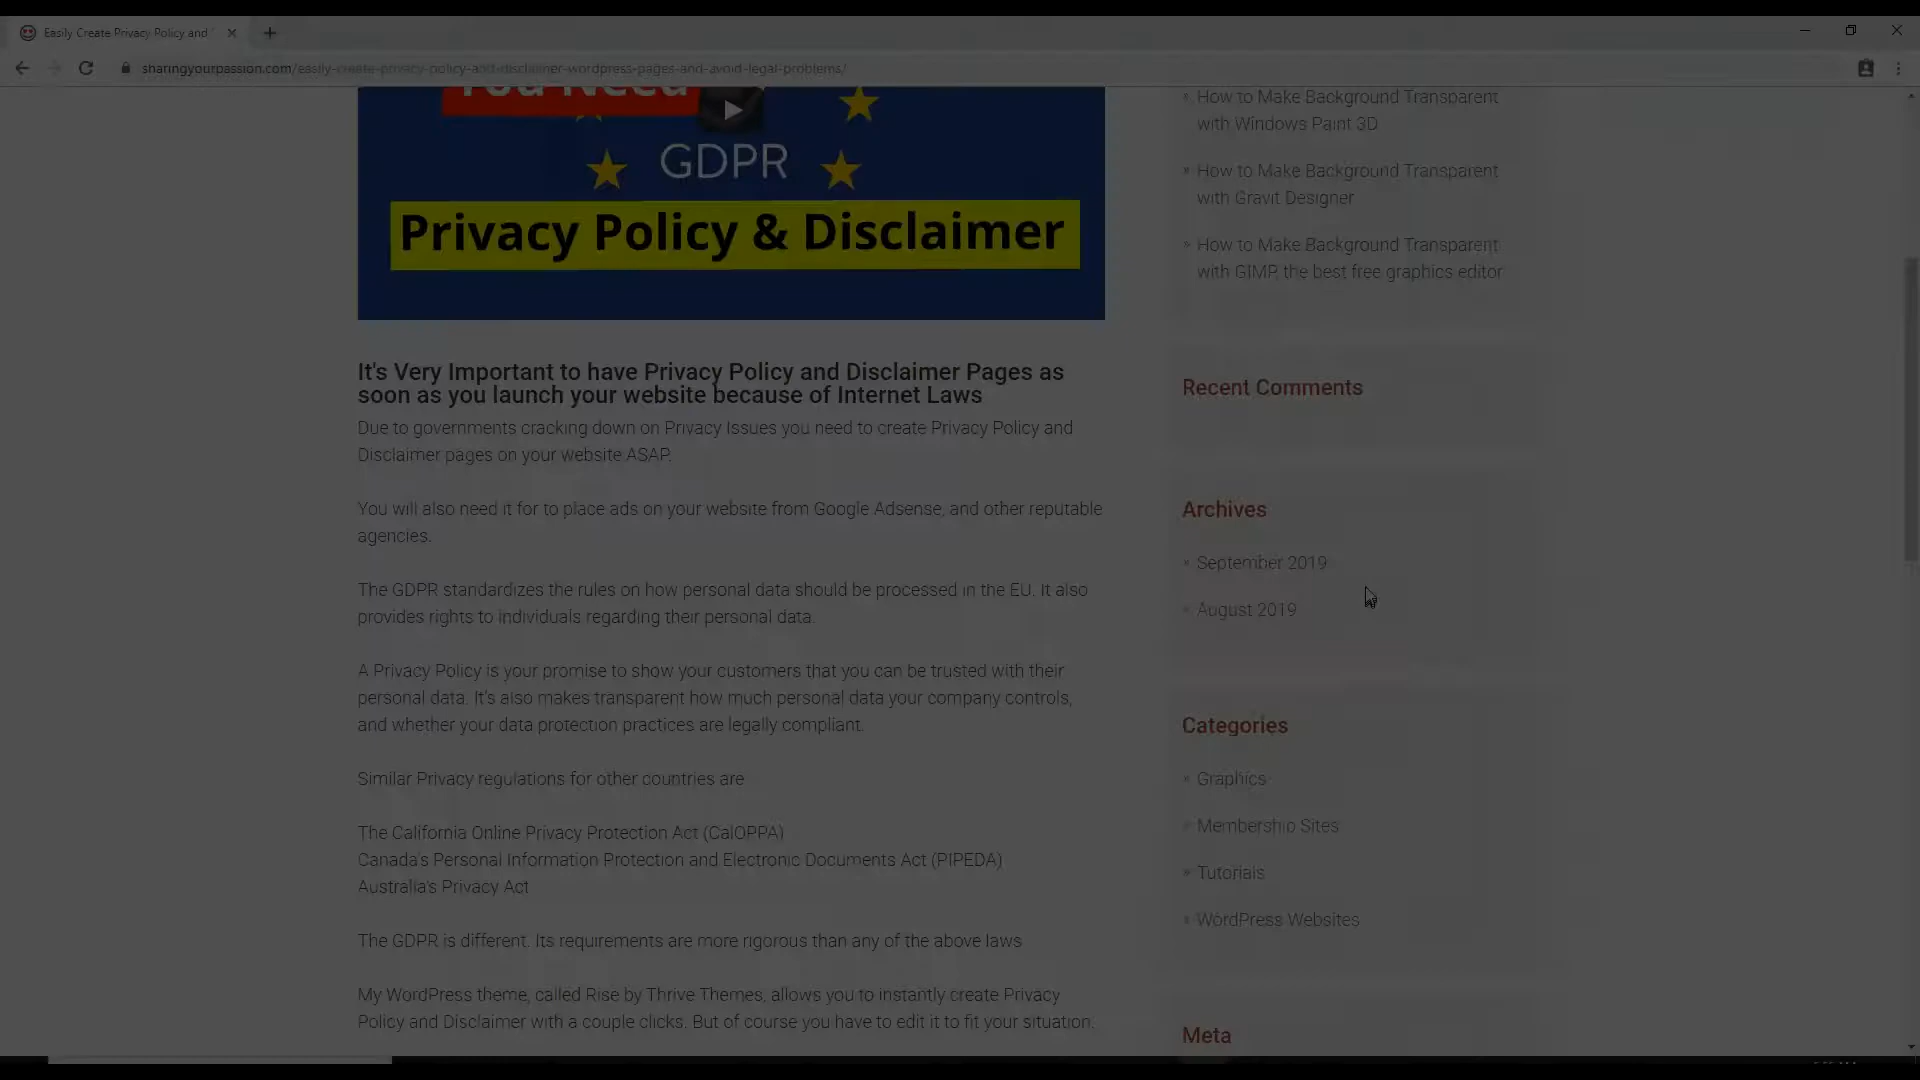 Easily Create Privacy Policy and
sharingyourpassion.com/easily-create-privacy-policy-and-disclaimer-wordpress-pages-and-avoid-legal-problems/
You Need
GDPR
Privacy Policy & Disclaimer
It's Very Important to have Privacy Policy and Disclaimer Pages as
soon as you launch your website because of Internet Laws
Due to governments cracking down on Privacy Issues you need to create Privacy Policy and
Disclaimer pages on your website ASAP.
You will also need it for to place ads on your website from Google Adsense, and other reputable
agencies.
The GDPR standardizes the rules on how personal data should be processed in the EU. It also
provides rights to individuals regarding their personal data.
A Privacy Policy is your promise to show your customers that you can be trusted with their
personal data. It's also makes transparent how much personal data your company controls,
and whether your data protection practices are legally compliant.
Similar Privacy regulations for other countries are
The California Online Privacy Protection Act (CalOPPA)
Canada's Personal Information Protection and Electronic Documents Act (PIPEDA)
Australia's Privacy Act
The GDPR is different. Its requirements are more rigorous than any of the above laws
My WordPress theme, called Rise by Thrive Themes, allows you to instantly create Privacy
Policy and Disclaimer with a couple clicks. But of course you have to edit it to fit your situation.
How to Make Background Transparent
with Windows Paint 3D
How to Make Background Transparent
with Gravit Designer
How to Make Background Transparent
with GIMP, the best free graphics editor
Recent Comments
Archives
September 2019
August 2019
Categories
Graphics
Membership Sites
Tutorials
WordPress Websites
Meta